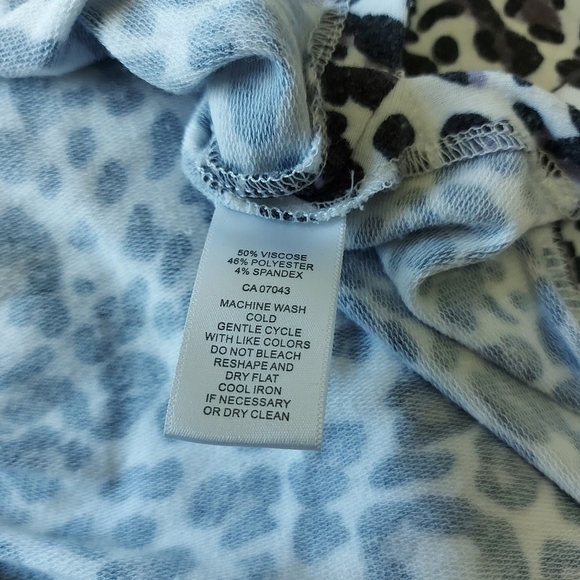 50% VISCOSE
46% POLYESTER
4% SPANDEX
CA 07043
MACHINE WASH
COLD
GENTLE CYCLE
WITH LIKE COLORS
DO NOT BLEACH
RESHAPE AND
DRY FLAT
COOL IRON
IF NECESSARY
OR DRY CLEAN